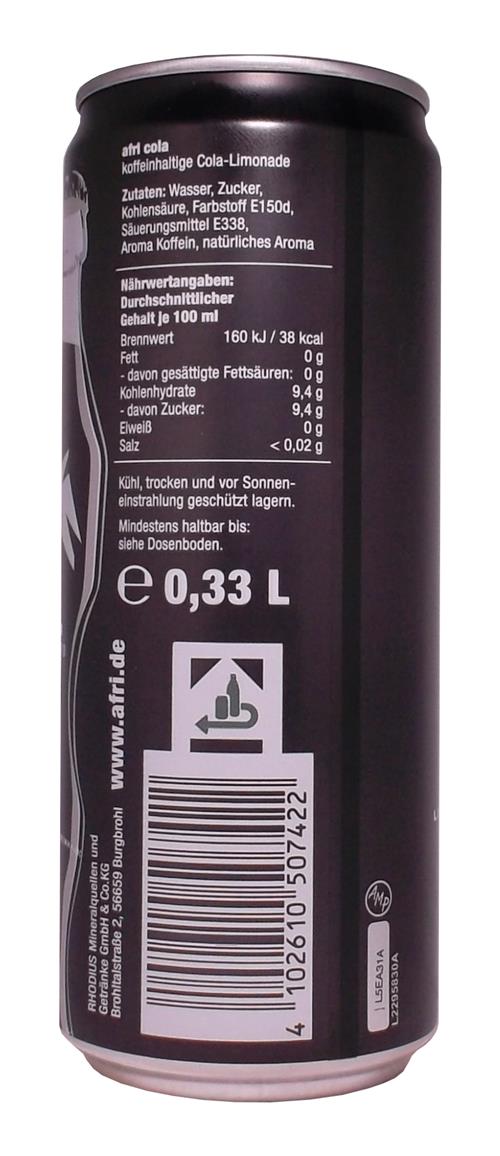 afri cola
koffeinhaltige Cola-Limonade
Zutaten: Wasser, Zucker,
Kohlensäure, Farbstoff E150d,
Säuerungsmittel E338,
Aroma Koffein, natürliches Aroma
Nährwertangaben:
Durchschnittlicher
Gehalt je 100 ml
Brennwert 160 kJ / 38 kcal
Fett 0 g
- davon gesättigte Fettsäuren: 0 g
Kohlenhydrate 9,4 g
- davon Zucker: 9,4 g
Eiweiß 0 g
Salz < 0,02 g
Kühl, trocken und vor Sonnen-
einstrahlung geschützt lagern.
Mindestens haltbar bis:
siehe Dosenboden.
℮ 0,33 L
www.afri.de
RHODIUS Mineralquellen und
Getränke GmbH & Co.KG
Brohltalstraße 2, 56659 Burgbrohl
4 102610 507422
AMP
L5EA31A
L2295830A